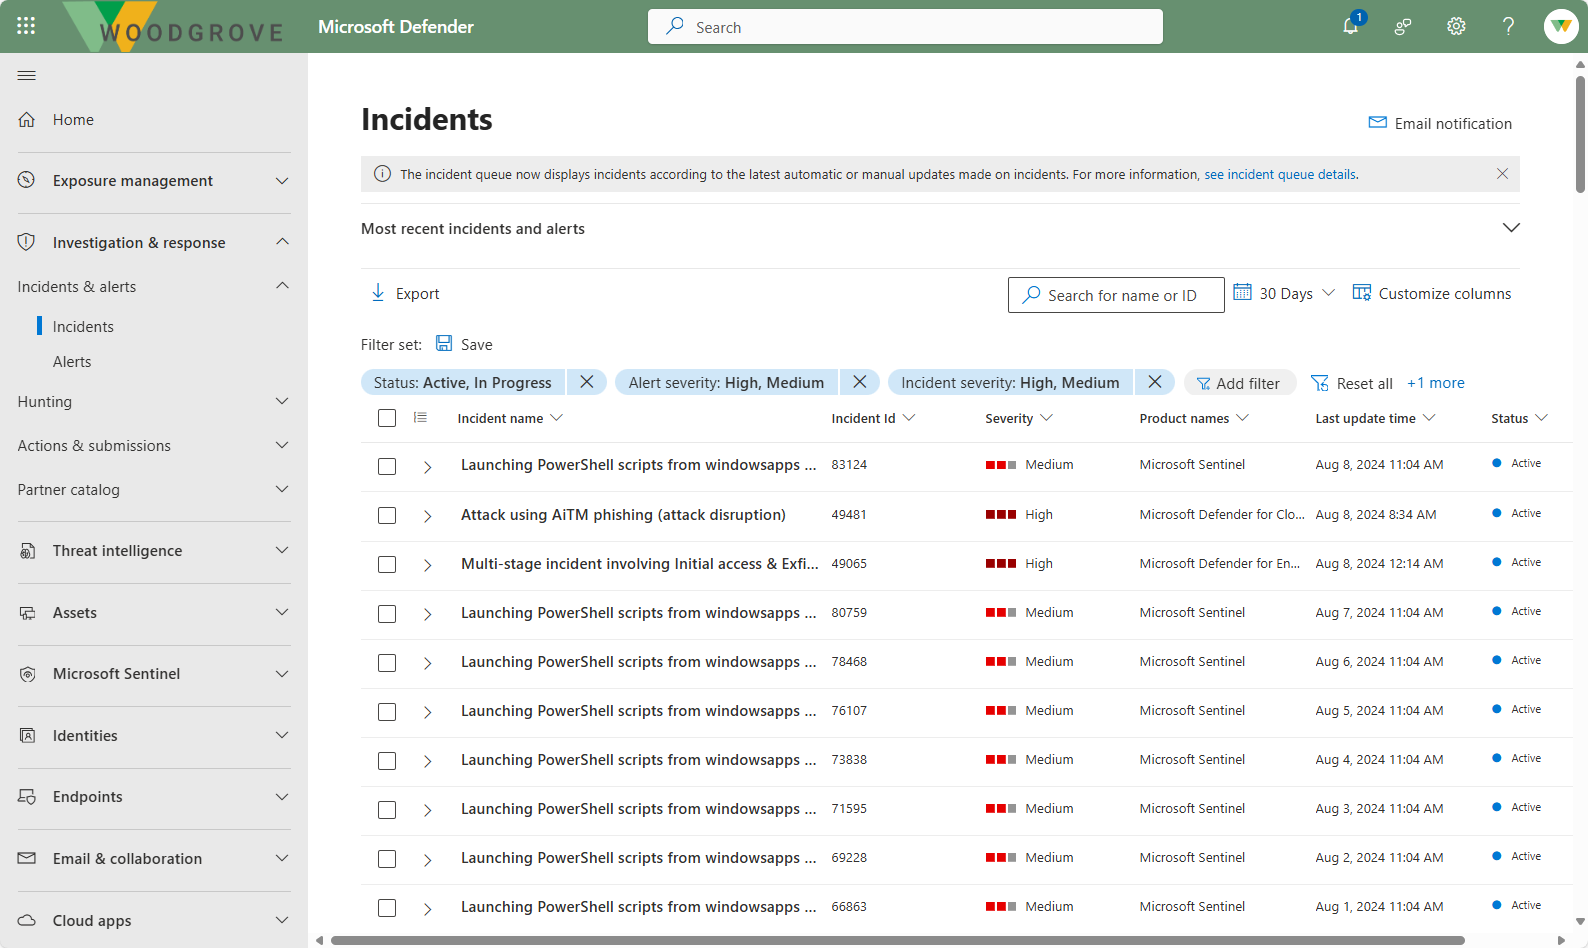 WOODGROVE
Microsoft Defender
Search
1
Home
Exposure management
Investigation & response
Incidents & alerts
Incidents
Alerts
Hunting
Actions & submissions
Partner catalog
Threat intelligence
Assets
Microsoft Sentinel
Identities
Endpoints
Email & collaboration
Cloud apps
Incidents
Email notification
The incident queue now displays incidents according to the latest automatic or manual updates made on incidents. For more information, see incident queue details.
Most recent incidents and alerts
Export
Search for name or ID
30 Days
Customize columns
Filter set: Save
Status: Active, In Progress
Alert severity: High, Medium
Incident severity: High, Medium
Add filter
Reset all
+1 more
Incident name Incident Id Severity Product names Last update time Status
Launching PowerShell scripts from windowsapps ... 83124 Medium Microsoft Sentinel Aug 8, 2024 11:04 AM Active
Attack using AiTM phishing (attack disruption) 49481 High Microsoft Defender for Clo... Aug 8, 2024 8:34 AM Active
Multi-stage incident involving Initial access & Exfi... 49065 High Microsoft Defender for En... Aug 8, 2024 12:14 AM Active
Launching PowerShell scripts from windowsapps ... 80759 Medium Microsoft Sentinel Aug 7, 2024 11:04 AM Active
Launching PowerShell scripts from windowsapps ... 78468 Medium Microsoft Sentinel Aug 6, 2024 11:04 AM Active
Launching PowerShell scripts from windowsapps ... 76107 Medium Microsoft Sentinel Aug 5, 2024 11:04 AM Active
Launching PowerShell scripts from windowsapps ... 73838 Medium Microsoft Sentinel Aug 4, 2024 11:04 AM Active
Launching PowerShell scripts from windowsapps ... 71595 Medium Microsoft Sentinel Aug 3, 2024 11:04 AM Active
Launching PowerShell scripts from windowsapps ... 69228 Medium Microsoft Sentinel Aug 2, 2024 11:04 AM Active
Launching PowerShell scripts from windowsapps ... 66863 Medium Microsoft Sentinel Aug 1, 2024 11:04 AM Active